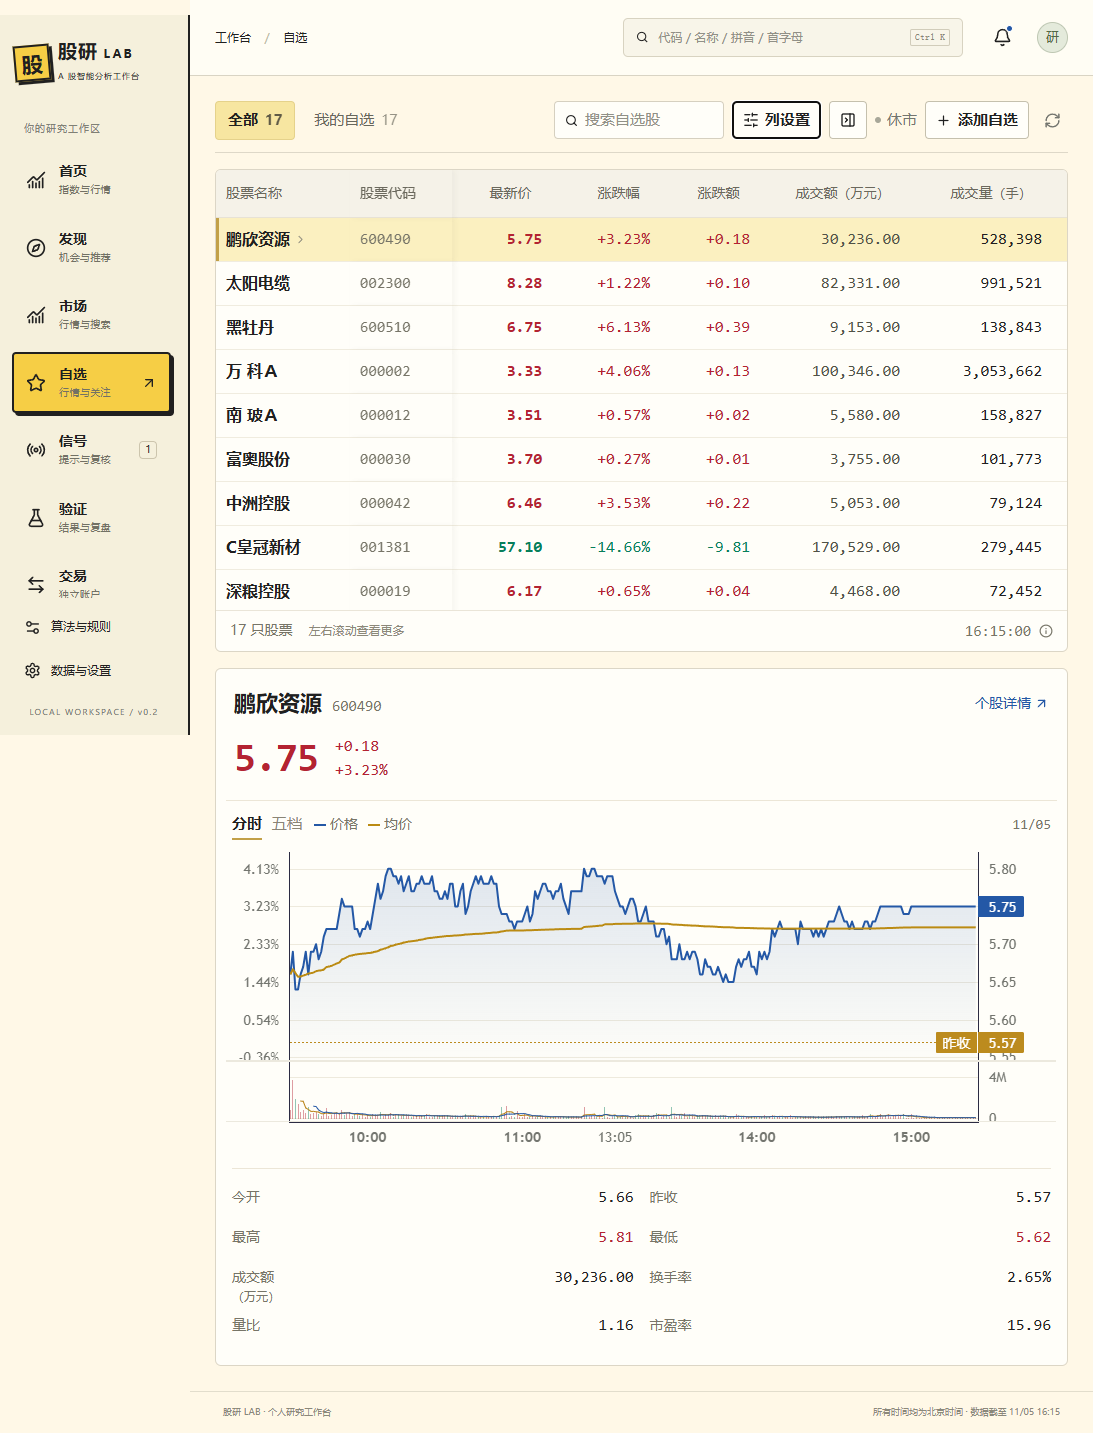 股
股研 LAB
A 股智能分析工作台
你的研究工作区
首页
指数与行情
发现
机会与推荐
市场
行情与搜索
自选
行情与关注
信号
提示与复核
1
验证
结果与复盘
交易
独立账户
算法与规则
数据与设置
LOCAL WORKSPACE / v0.2
工作台 / 自选
代码 / 名称 / 拼音 / 首字母
Ctrl K
研
全部 17
我的自选 17
搜索自选股
列设置
休市
添加自选
股票名称 股票代码 最新价 涨跌幅 涨跌额 成交额 (万元) 成交量 (手)
鹏欣资源 600490 5.75 +3.23% +0.18 30,236.00 528,398
太阳电缆 002300 8.28 +1.22% +0.10 82,331.00 991,521
黑牡丹 600510 6.75 +6.13% +0.39 9,153.00 138,843
万 科A 000002 3.33 +4.06% +0.13 100,346.00 3,053,662
南 玻A 000012 3.51 +0.57% +0.02 5,580.00 158,827
富奥股份 000030 3.70 +0.27% +0.01 3,755.00 101,773
中洲控股 000042 6.46 +3.53% +0.22 5,053.00 79,124
C皇冠新材 001381 57.10 -14.66% -9.81 170,529.00 279,445
深粮控股 000019 6.17 +0.65% +0.04 4,468.00 72,452
17 只股票 左右滚动查看更多 16:15:00
鹏欣资源 600490
个股详情
5.75
+0.18
+3.23%
分时 五档 价格 均价 11/05
4.13% 5.80
3.23% 5.75
2.33% 5.70
1.44% 5.65
0.54% 5.60
昨收 5.57
-0.36% 5.55
4M
0
10:00 11:00 13:05 14:00 15:00
今开 5.66 昨收 5.57
最高 5.81 最低 5.62
成交额 30,236.00 换手率 2.65%
(万元)
量比 1.16 市盈率 15.96
股研 LAB · 个人研究工作台
所有时间均为北京时间 · 数据截至 11/05 16:15